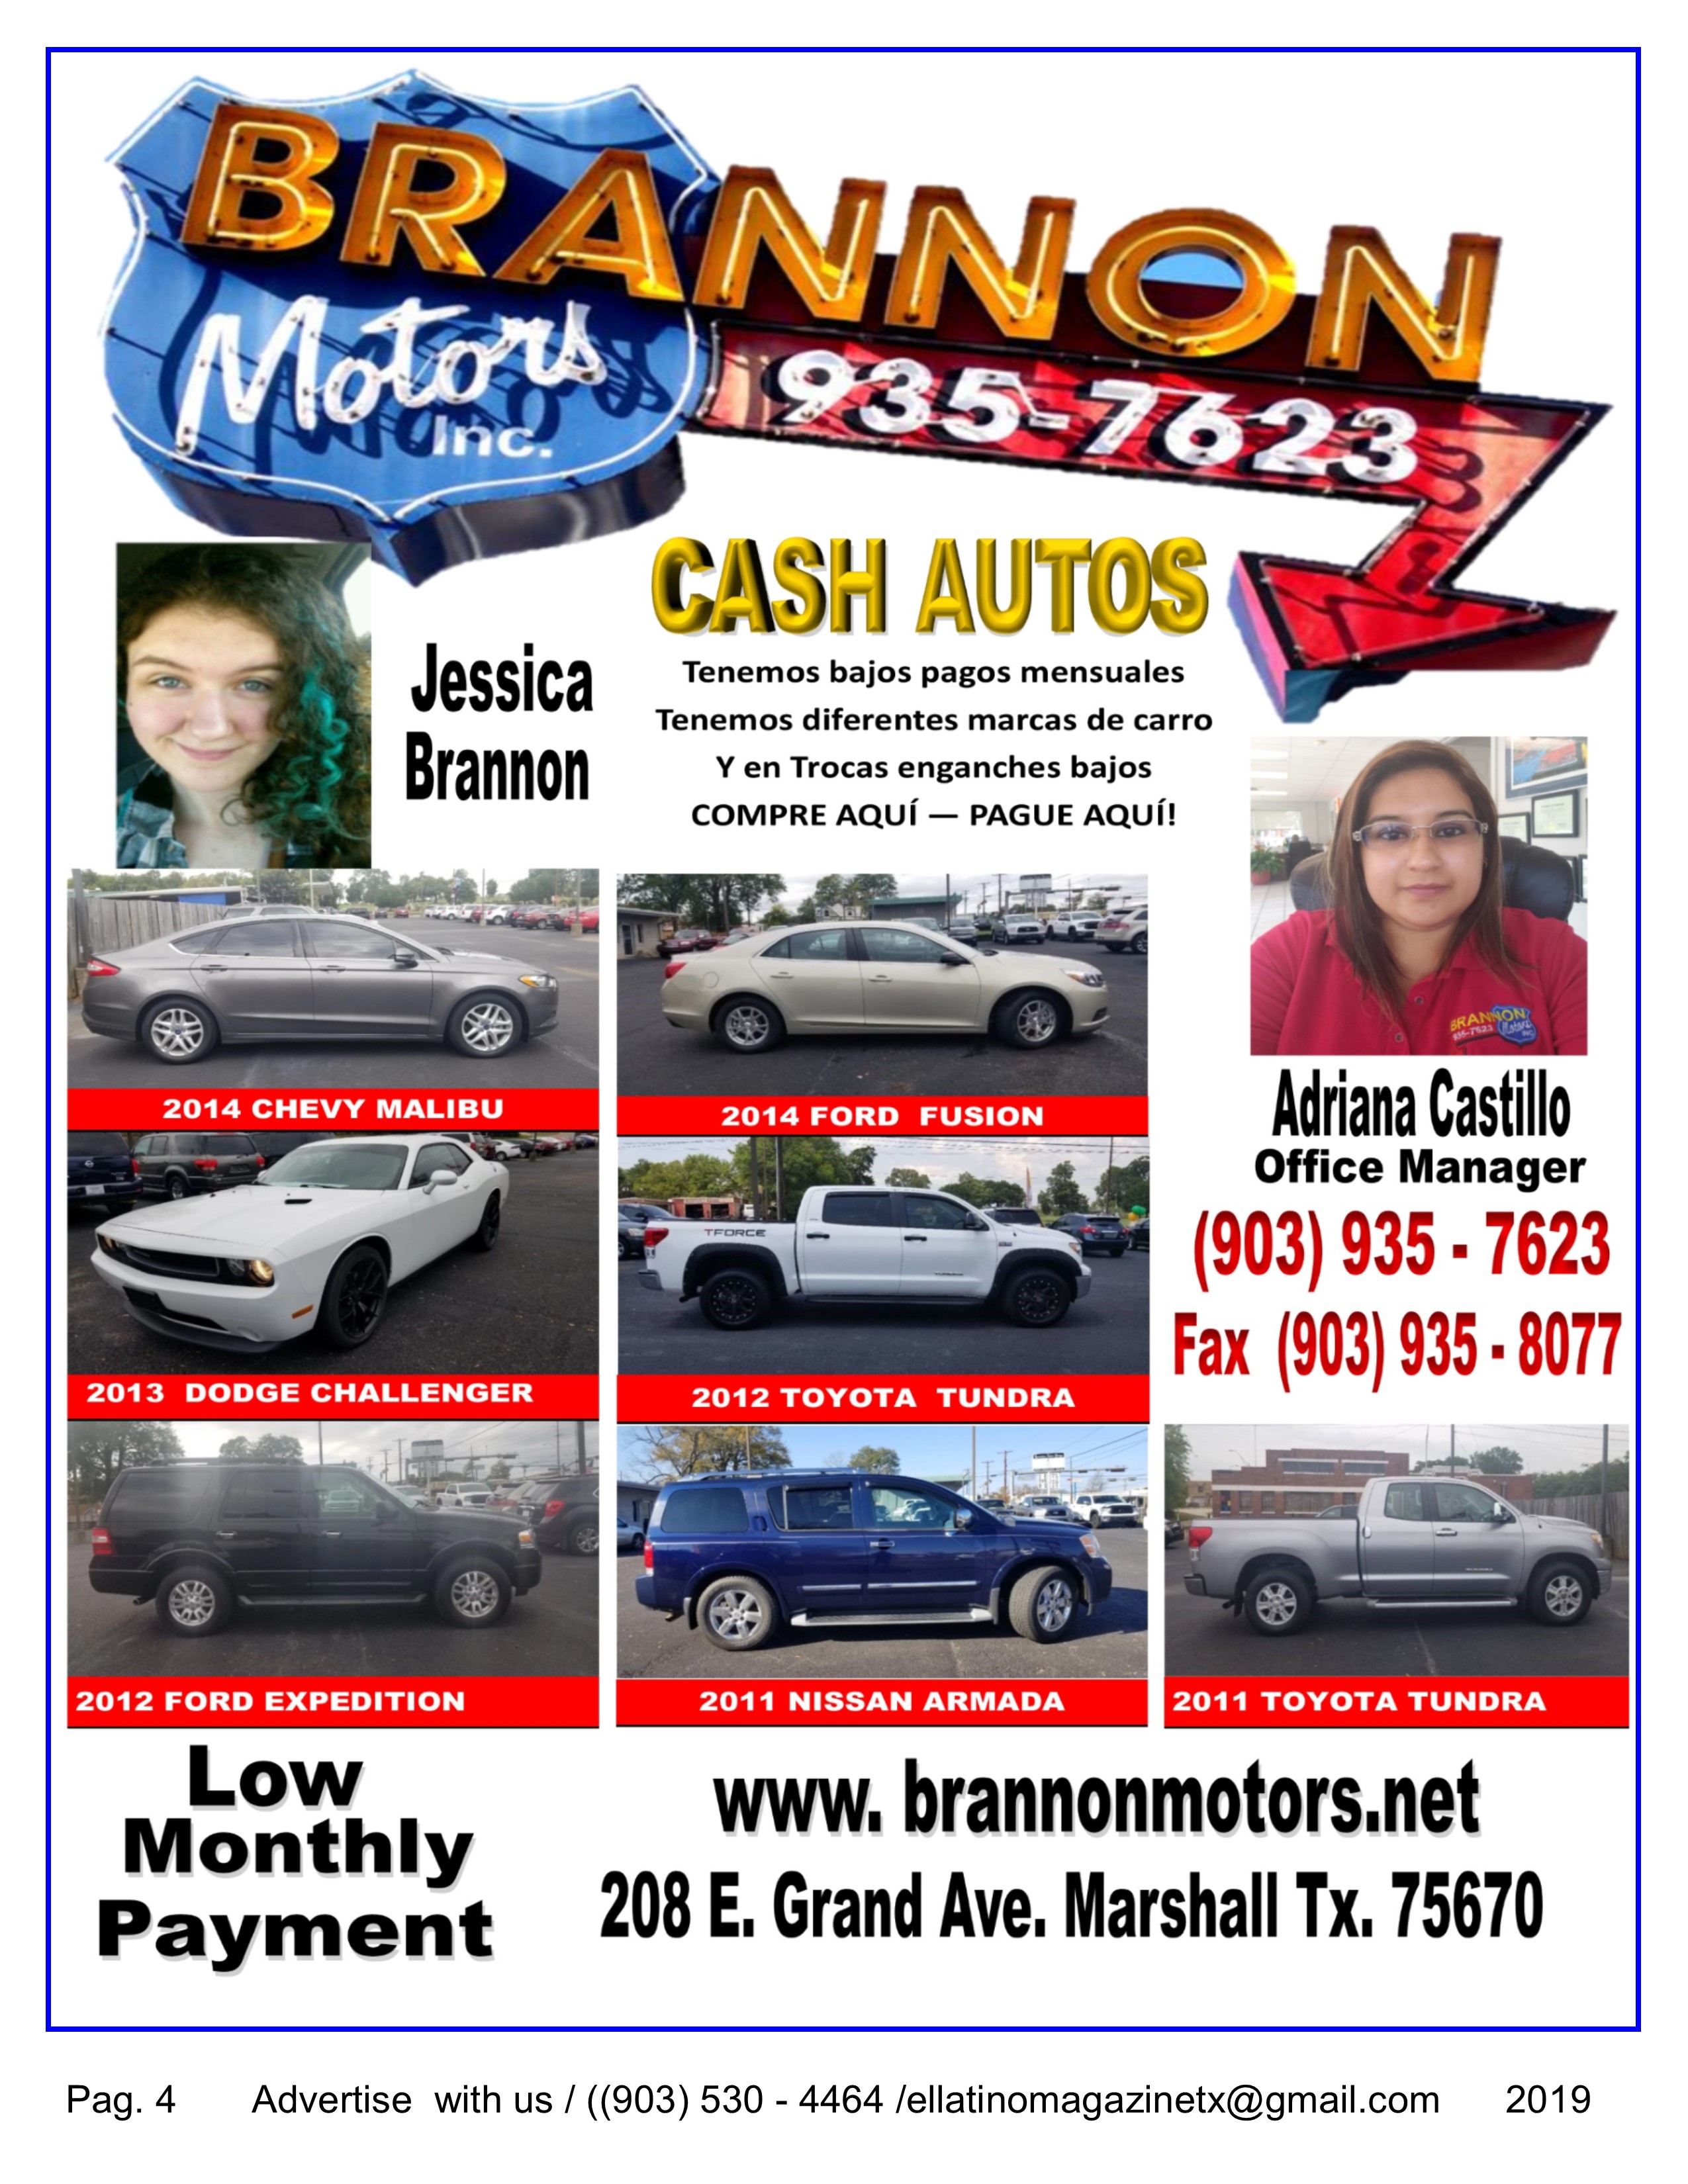 BRANNON
Motors
Inc.
935-7623
CASH AUTOS
Jessica
Brannon
Tenemos bajos pagos mensuales
Tenemos diferentes marcas de carro
Y en Trocas enganches bajos
COMPRE AQUÍ — PAGUE AQUÍ!
BRANNON
935-7623 Motors
2014 CHEVY MALIBU
2014 FORD FUSION
Adriana Castillo
Office Manager
(903) 935 - 7623
Fax (903) 935 - 8077
TFORCE
2013 DODGE CHALLENGER
2012 TOYOTA TUNDRA
2012 FORD EXPEDITION
2011 NISSAN ARMADA
2011 TOYOTA TUNDRA
Low
Monthly
Payment
www. brannonmotors.net
208 E. Grand Ave. Marshall Tx. 75670
Pag. 4 Advertise with us / ((903) 530 - 4464 /ellatinomagazinetx@gmail.com 2019